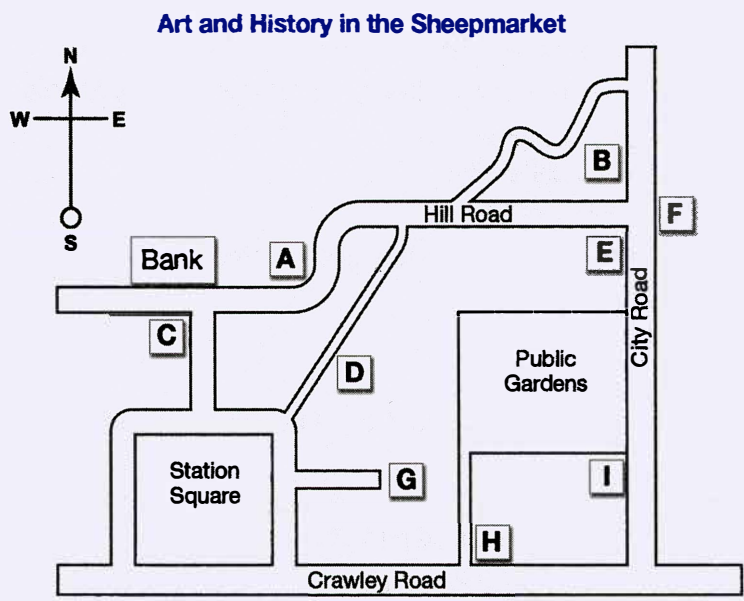 Art and History in the Sheepmarket
N
W E
S
B
Hill Road
F
A
E
Bank
City Road
C
D
Public
Gardens
Station
Square
G
I
H
Crawley Road